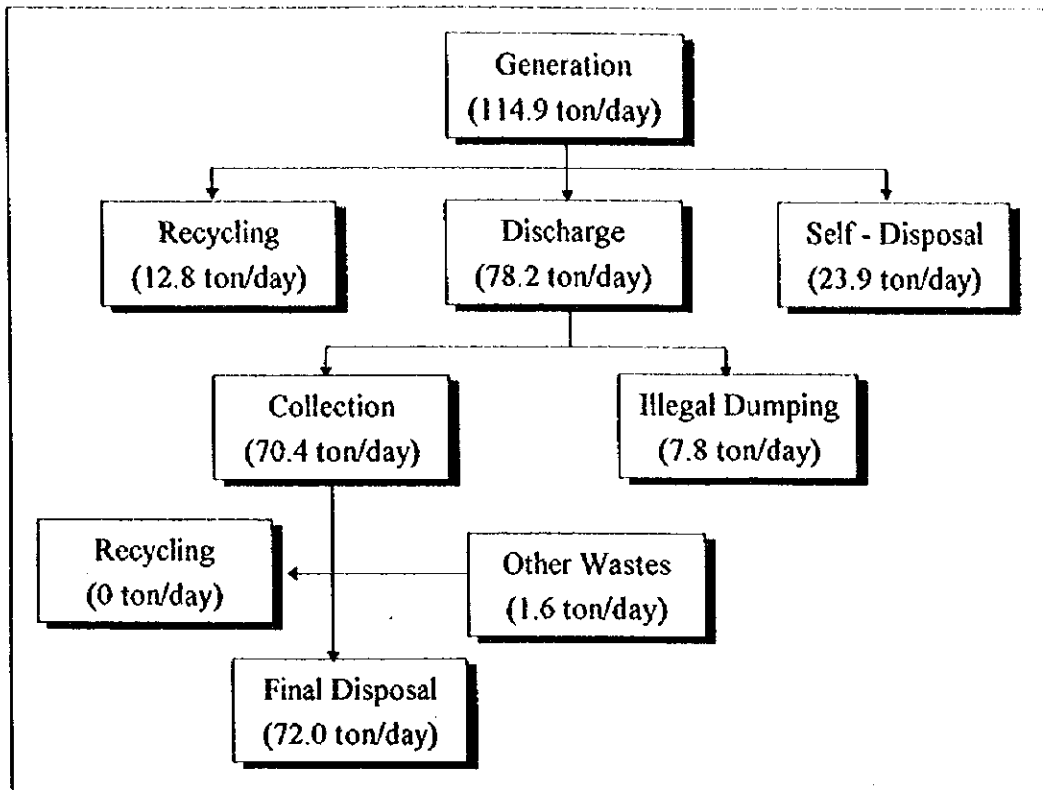 Generation
(114.9 ton/day)
Recycling
(12.8 ton/day)
Discharge
(78.2 ton/day)
Self - Disposal
(23.9 ton/day)
Collection
(70.4 ton/day)
Illegal Dumping
(7.8 ton/day)
Recycling
(0 ton/day)
Other Wastes
(1.6 ton/day)
Final Disposal
(72.0 ton/day)